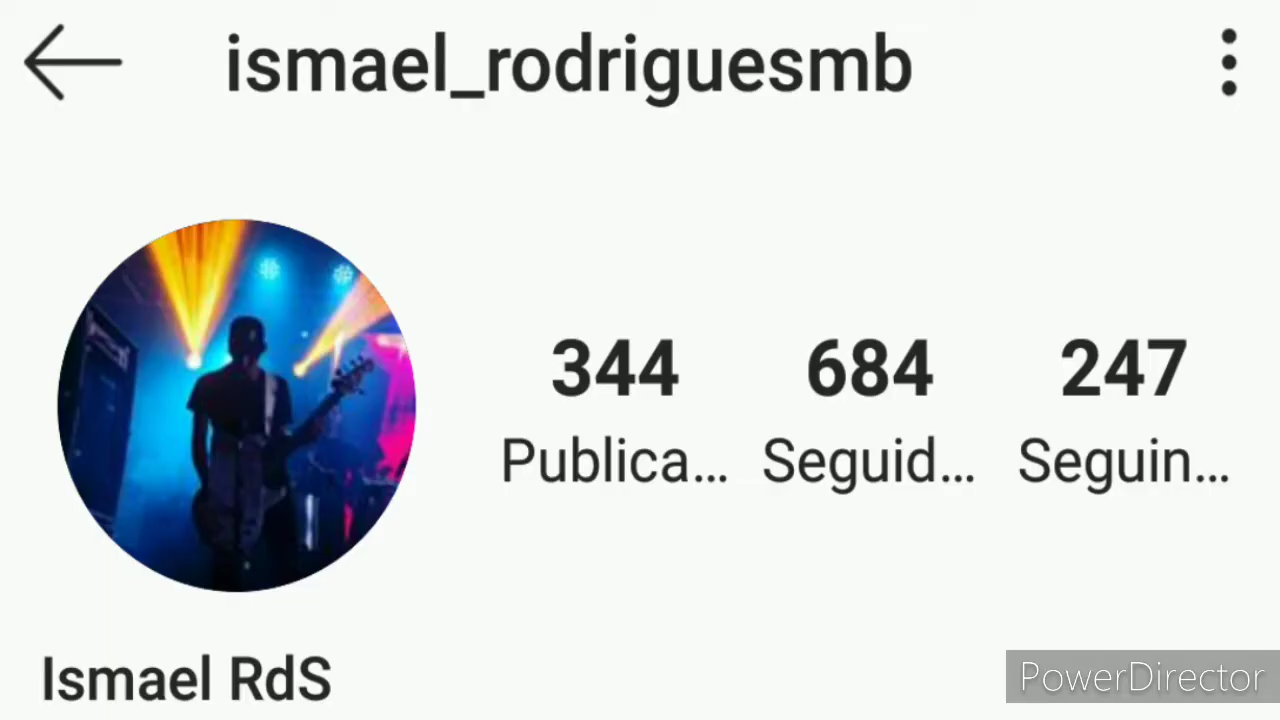 ismael_rodriguesmb
344 684 247
Publica... Seguid... Seguin...
Ismael RdS
PowerDirector